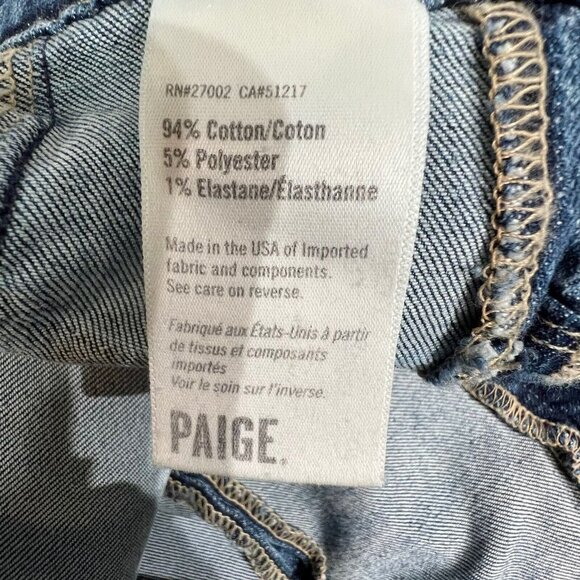 RN#27002 CA#51217
94% Cotton/Coton
5% Polyester
1% Elastane/Élasthanne
Made in the USA of Imported
fabric and components.
See care on reverse.
Fabriqué aux États-Unis à partir
de tissus et composants
importés
Voir le soin sur l'inverse.
PAIGE.